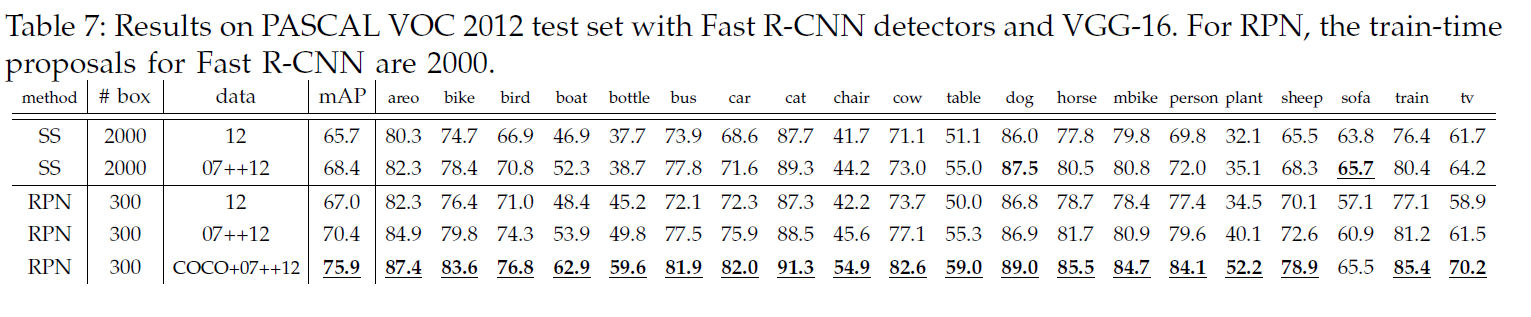 Table 7: Results on PASCAL VOC 2012 test set with Fast R-CNN detectors and VGG-16. For RPN, the train-time
proposals for Fast R-CNN are 2000.
method # box data mAP areo bike bird boat bottle bus car cat chair cow table dog horse mbike person plant sheep sofa train tv
SS 2000 12 65.7 80.3 74.7 66.9 46.9 37.7 73.9 68.6 87.7 41.7 71.1 51.1 86.0 77.8 79.8 69.8 32.1 65.5 63.8 76.4 61.7
SS 2000 07++12 68.4 82.3 78.4 70.8 52.3 38.7 77.8 71.6 89.3 44.2 73.0 55.0 87.5 80.5 80.8 72.0 35.1 68.3 65.7 80.4 64.2
RPN 300 12 67.0 82.3 76.4 71.0 48.4 45.2 72.1 72.3 87.3 42.2 73.7 50.0 86.8 78.7 78.4 77.4 34.5 70.1 57.1 77.1 58.9
RPN 300 07++12 70.4 84.9 79.8 74.3 53.9 49.8 77.5 75.9 88.5 45.6 77.1 55.3 86.9 81.7 80.9 79.6 40.1 72.6 60.9 81.2 61.5
RPN 300 COCO+07++12 75.9 87.4 83.6 76.8 62.9 59.6 81.9 82.0 91.3 54.9 82.6 59.0 89.0 85.5 84.7 84.1 52.2 78.9 65.5 85.4 70.2